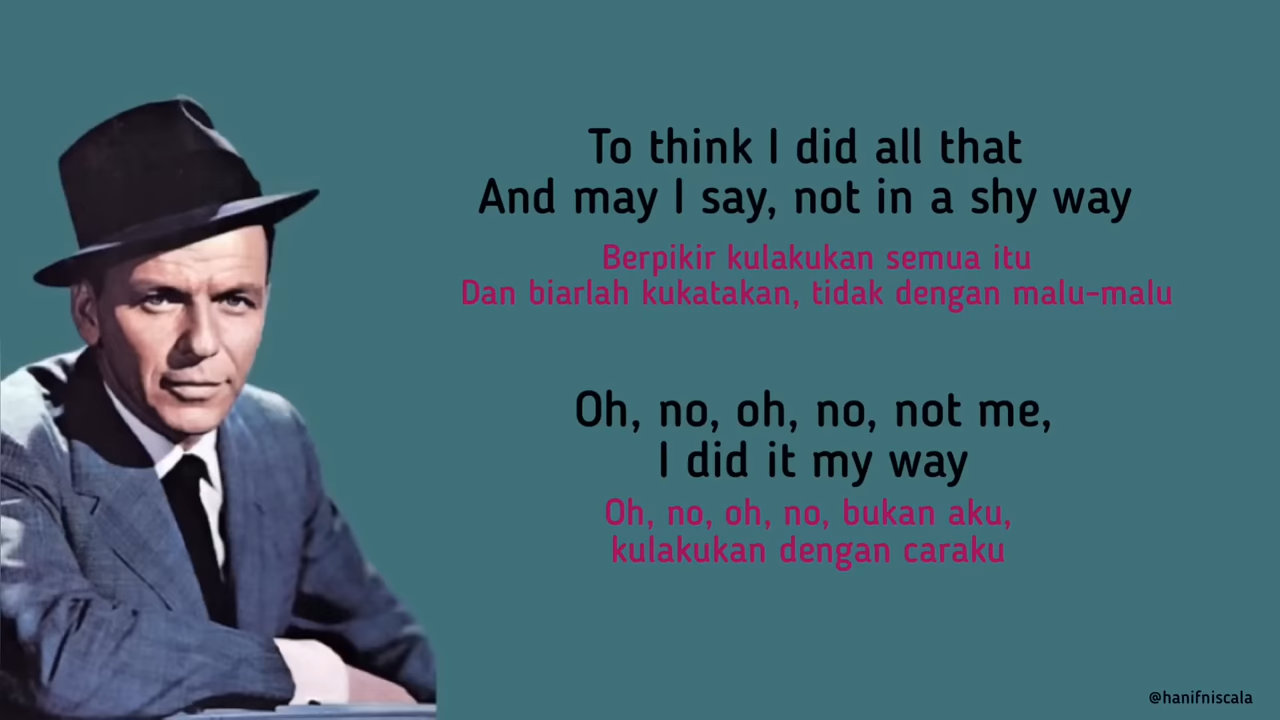 To think I did all that
And may I say, not in a shy way
Berpikir kulakukan semua itu
Dan biarlah kukatakan, tidak dengan malu-malu
Oh, no, oh, no, not me,
I did it my way
Oh, no, oh, no, bukan aku,
kulakukan dengan caraku
@hanifniscala